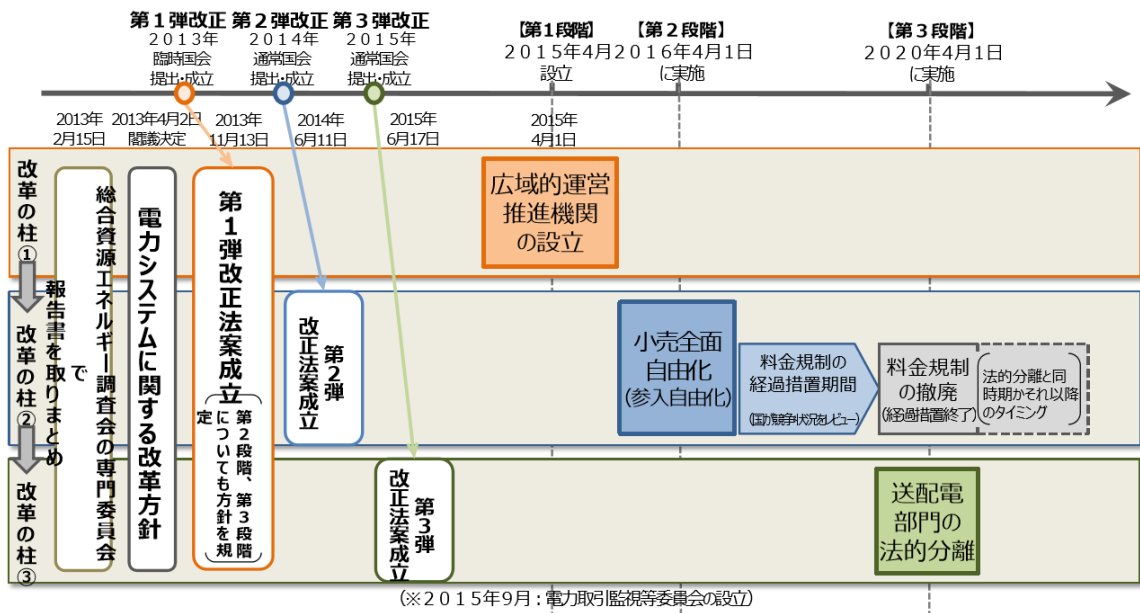 第１弾改正
２０１３年
臨時国会
提出・成立
第２弾改正
２０１４年
通常国会
提出・成立
第３弾改正
２０１５年
通常国会
提出・成立
【第１段階】
２０１５年４月
設立
【第２段階】
２０１６年４月１日
に実施
【第３段階】
２０２０年４月１日
に実施
2013年
2月15日
2013年4月2日
閣議決定
2013年
11月13日
2014年
6月11日
2015年
6月17日
2015年
4月1日
改革の柱①
改革の柱②
改革の柱③
総合資源エネルギー調査会の専門委員会
で
報告書を取りまとめ
電力システムに関する改革方針
第１弾改正法案成立
第２段階、第３段階
についても方針を規
定
第２弾
改正法案成立
第３弾
改正法案成立
広域的運営
推進機関
の設立
小売全面
自由化
（参入自由化）
料金規制の
経過措置期間
（国が競争状況をレビュー）
料金規制
の撤廃
（経過措置終了）
法的分離と同
時期かそれ以降
のタイミング
送配電
部門の
法的分離
（※２０１５年９月：電力取引監視等委員会の設立）